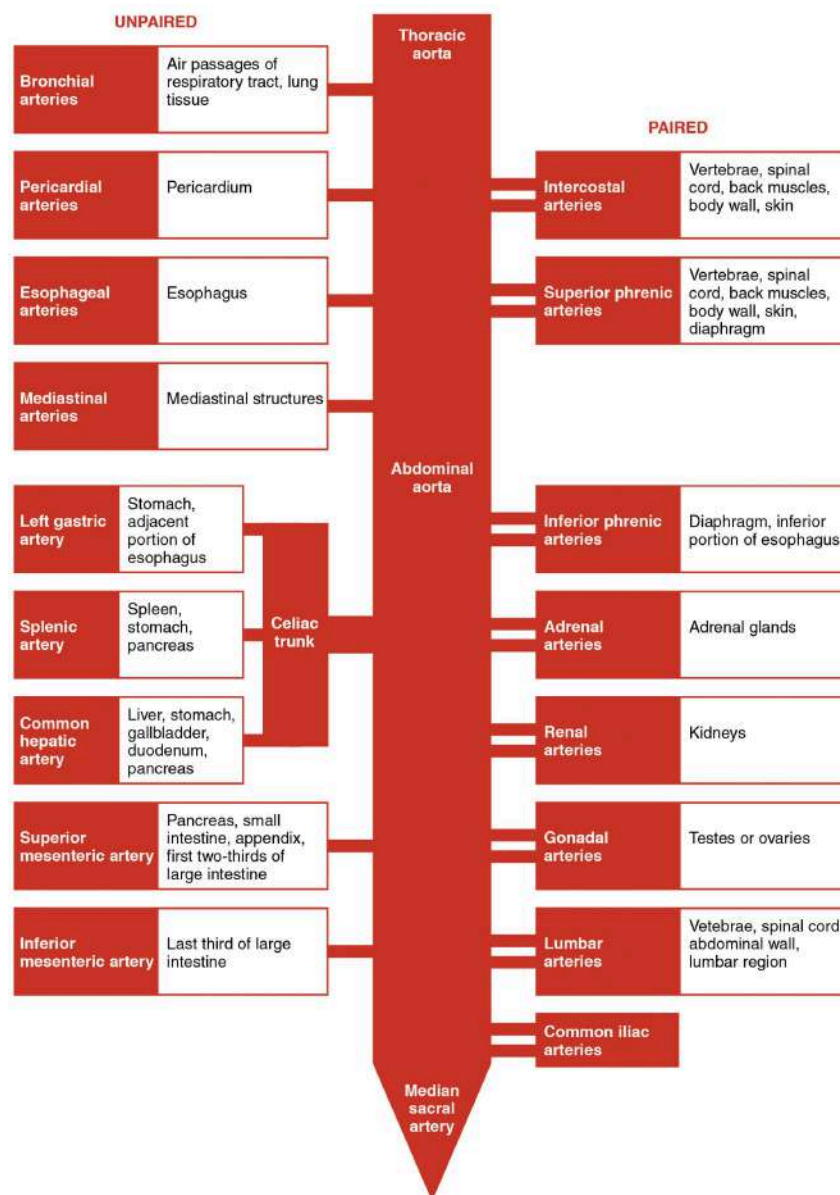 UNPAIRED
Thoracic
aorta
Bronchial
arteries
Air passages of
respiratory tract, lung
tissue
PAIRED
Pericardial
arteries
Pericardium
Intercostal
arteries
Vertebrae, spinal
cord, back muscles,
body wall, skin
Esophageal
arteries
Esophagus
Superior phrenic
arteries
Vertebrae, spinal
cord, back muscles,
body wall, skin,
diaphragm
Mediastinal
arteries
Mediastinal structures
Abdominal
aorta
Left gastric
artery
Stomach,
adjacent
portion of
esophagus
Inferior phrenic
arteries
Diaphragm, inferior
portion of esophagus
Splenic
artery
Spleen,
stomach,
pancreas
Celiac
trunk
Adrenal
arteries
Adrenal glands
Common
hepatic
artery
Liver, stomach,
gallbladder,
duodenum,
pancreas
Renal
arteries
Kidneys
Superior
mesenteric artery
Pancreas, small
intestine, appendix,
first two-thirds of
large intestine
Gonadal
arteries
Testes or ovaries
Inferior
mesenteric artery
Last third of large
intestine
Lumbar
arteries
Vetebrae, spinal cord
abdominal wall,
lumbar region
Common iliac
arteries
Median
sacral
artery